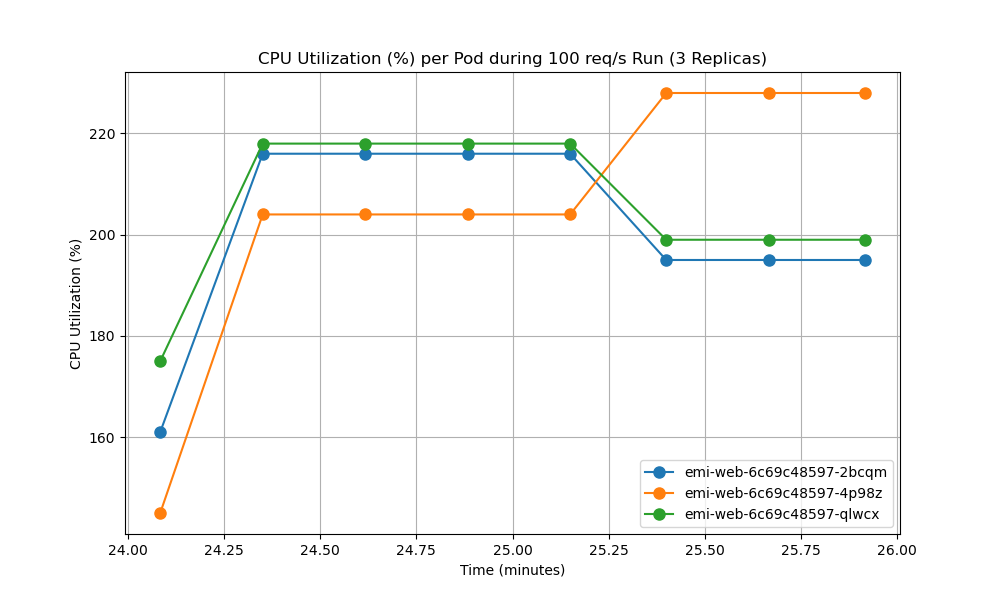 CPU Utilization (%) per Pod during 100 req/s Run (3 Replicas)
CPU Utilization (%)
220
200
180
160
emi-web-6c69c48597-2bcqm
emi-web-6c69c48597-4p98z
emi-web-6c69c48597-qlwcx
24.00 24.25 24.50 24.75 25.00 25.25 25.50 25.75 26.00
Time (minutes)